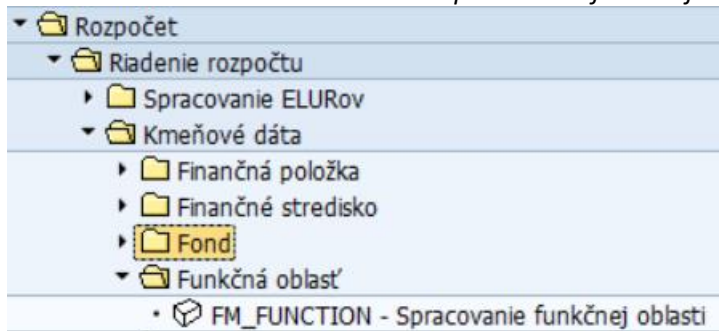 Rozpočet
Riadenie rozpočtu
Spracovanie ELURov
Kmeňové dáta
Finančná položka
Finančné stredisko
Fond
Funkčná oblasť
FM_FUNCTION - Spracovanie funkčnej oblasti